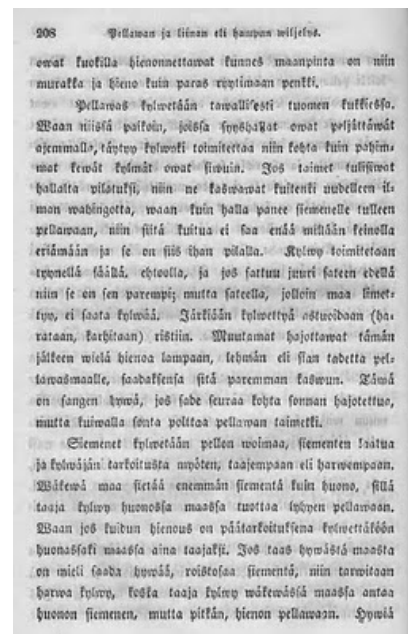 208 Pellawan ja liinan eli hampun wiljelys.
owat kuokilla hienonnettawat kunnes maanpinta on niin
murakka ja hieno kuin paras ryytimaan penkki.
Pellawas kylwetään tawallisesti tuomen kukkiessa.
Waan niissä paikoin, joissa syyshallat owat peljättäwät
ajemmalla, täytyy kylwöki toimitettaa niin kohta kuin pahim-
mat kewät kylmät owat siwuin. Jos taimet tulisiwat
hallalta pilatuksi, niin ne kaswawat kuitenki uudelleen il-
man wahingotta, waan kuin halla panee siemenelle tulleen
pellawaan, niin siitä kuitua ei saa enää millään keinolla
eriämään ja se on siis ihan pilalla. Kylwy toimitetaan
tyynellä säällä, ehtoolla, ja jos sattuu juuri sateen edellä
niin se on sen parempi; mutta sateella, jolloin maa liimet-
tyy, ei saata kylwää. Järkiään kylwettyä astuoidaan (ha-
rataan, karhitaan) ristiin. Muutamat hajottawat tämän
jälkeen wielä hienoa lampaan, lehmän eli sian tadetta pel-
lawasmaalle, saadaksensa sitä paremman kaswun. Tämä
on sangen hywä, jos sade seuraa kohta sonnan hajotettua,
mutta kuiwalla sonta polttaa pellawan taimetki.
Siemenet kylwetään pellon woimaa, siementen laatua
ja kylwäjän tarkoitusta myöten, taajempaan eli harwempaan.
Wäkewä maa sietää enemmän siementä kuin huono, sillä
taaja kylwy huonossa maassa tuottaa lyhyen pellawaan.
Waan jos kuidun hienous on päätarkoituksena kylwettäköön
huonassaki maassa aina taajaksi. Jos taas hywästä maasta
on mieli saada hywää, roistosaa siementä, niin tarwitaan
harwa kylwy, koska taaja kylwy wäkewässä maassa antaa
huonon siemenen, mutta pitkän, hienon pellawaan. Hywiä